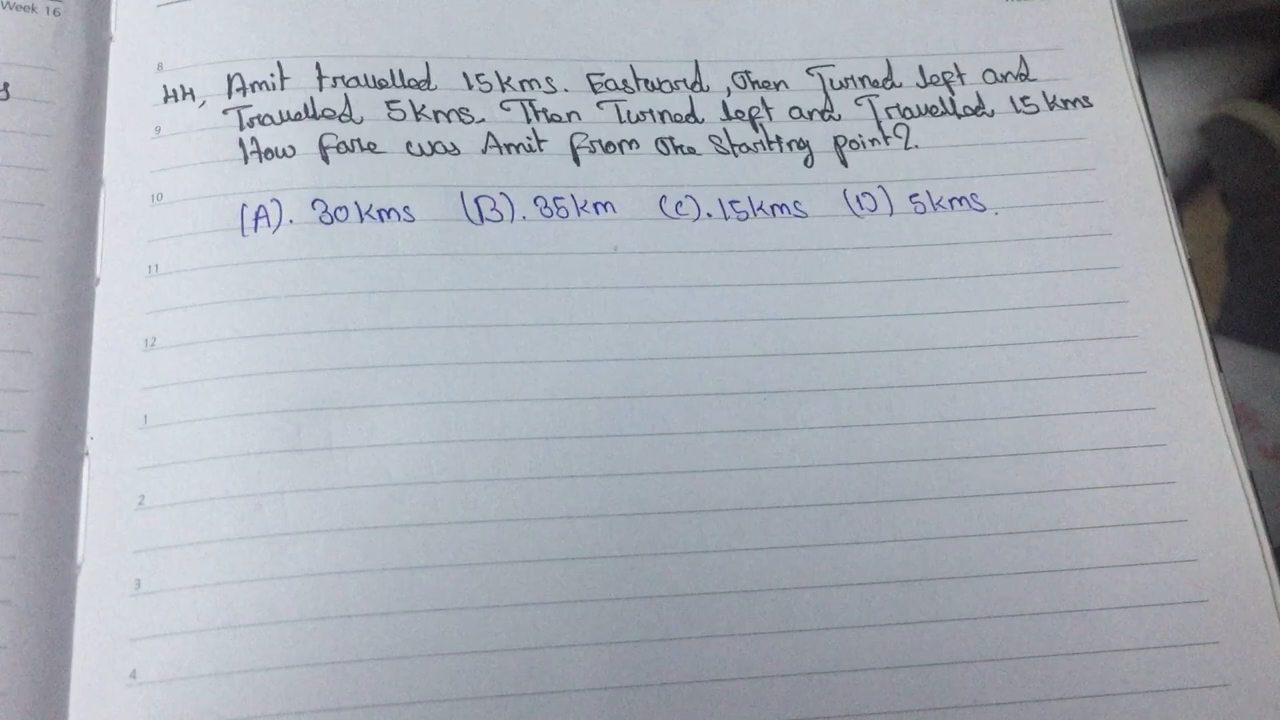 Week 16
s
8
44, Amit travelled 15kms. Eastward, then Turned left and
Travelled 5kms. Then Turned left and Travelled 15kms
9
How fare was Amit from the Starting point?
10
(A). 30kms (B). 35km (C). 15kms (D) 5kms.
11
12
1
2
3
4